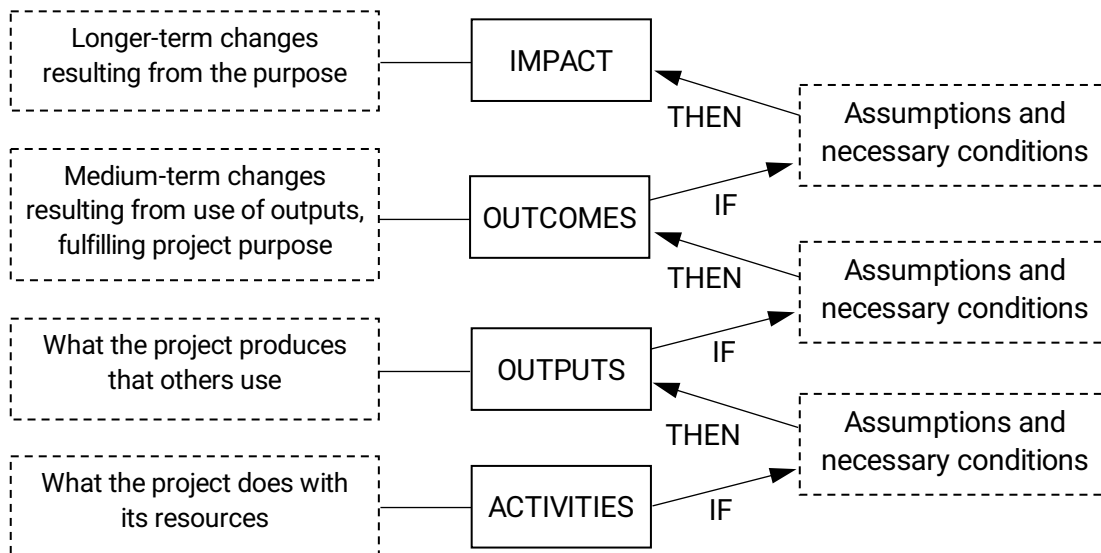 Longer-term changes
resulting from the purpose
IMPACT
THEN
Assumptions and
necessary conditions
Medium-term changes
resulting from use of outputs,
fulfilling project purpose
OUTCOMES
IF
THEN
Assumptions and
necessary conditions
What the project produces
that others use
OUTPUTS
IF
THEN
Assumptions and
necessary conditions
What the project does with
its resources
ACTIVITIES
IF